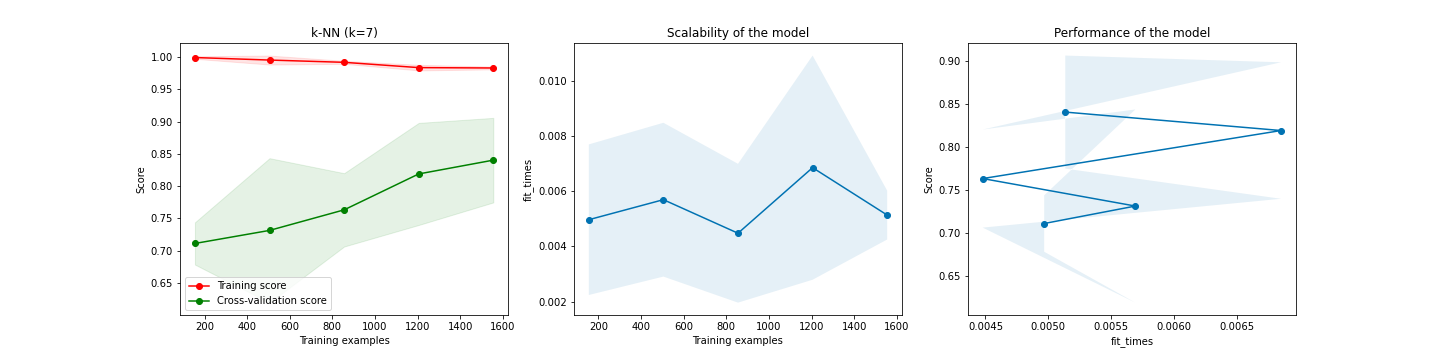 k-NN (k=7)
1.00
0.95
0.90
0.85
0.80
0.75
0.70
0.65
Score
Training score
Cross-validation score
200 400 600 800 1000 1200 1400 1600
Training examples
Scalability of the model
0.010
0.008
0.006
0.004
0.002
fit_times
200 400 600 800 1000 1200 1400 1600
Training examples
Performance of the model
0.90
0.85
0.80
0.75
0.70
0.65
Score
0.0045 0.0050 0.0055 0.0060 0.0065
fit_times